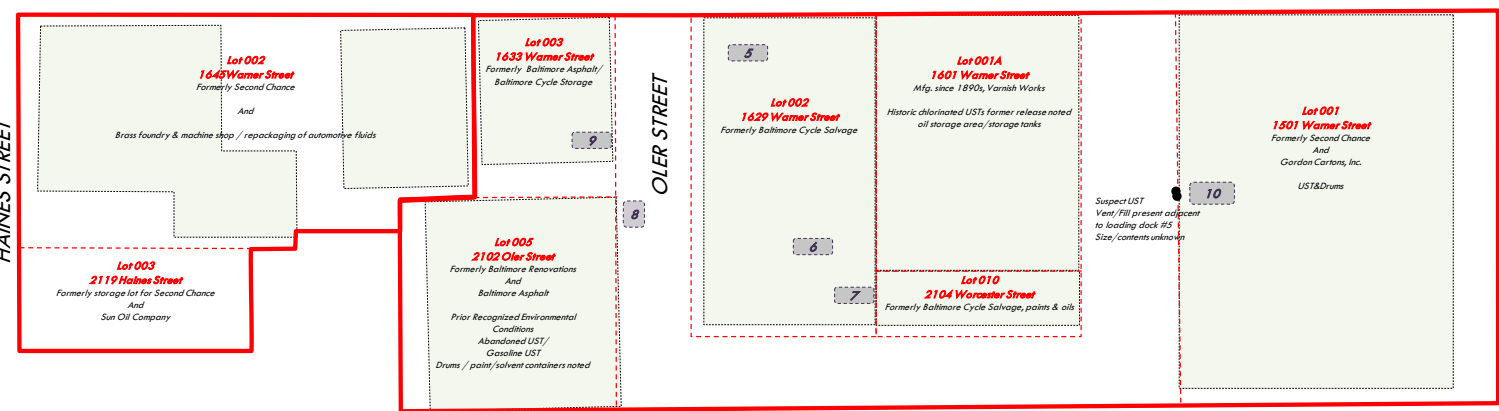 HAINES STREET
Lot 002
1645Warner Street
Formerly Second Chance
And
Brass foundry & machine shop / repackaging of automotive fluids
Lot 003
2119 Haines Street
Formerly storage lot for Second Chance
And
Sun Oil Company
Lot 003
1633 Warner Street
Formerly Baltimore Asphalt/
Baltimore Cycle Storage
9
8
Lot 005
2102 Oler Street
Formerly Baltimore Renovations
And
Baltimore Asphalt
Prior Recognized Environmental
Conditions
Abandoned UST/
Gasoline UST
Drums / paint/solvent containers noted
OLER STREET
5
Lot 002
1629 Warner Street
Formerly Baltimore Cycle Salvage
6
7
Lot 001A
1601 Warner Street
Mfg. since 1890s, Varnish Works
Historic chlorinated USTs former release noted
oil storage area/storage tanks
Lot 010
2104 Worcester Street
Formerly Baltimore Cycle Salvage, paints & oils
Suspect UST
Vent/Fill present adjacent
to loading dock #5
Size/contents unknown
10
Lot 001
1501 Warner Street
Formerly Second Chance
And
Gordon Cartons, Inc.
UST&Drums